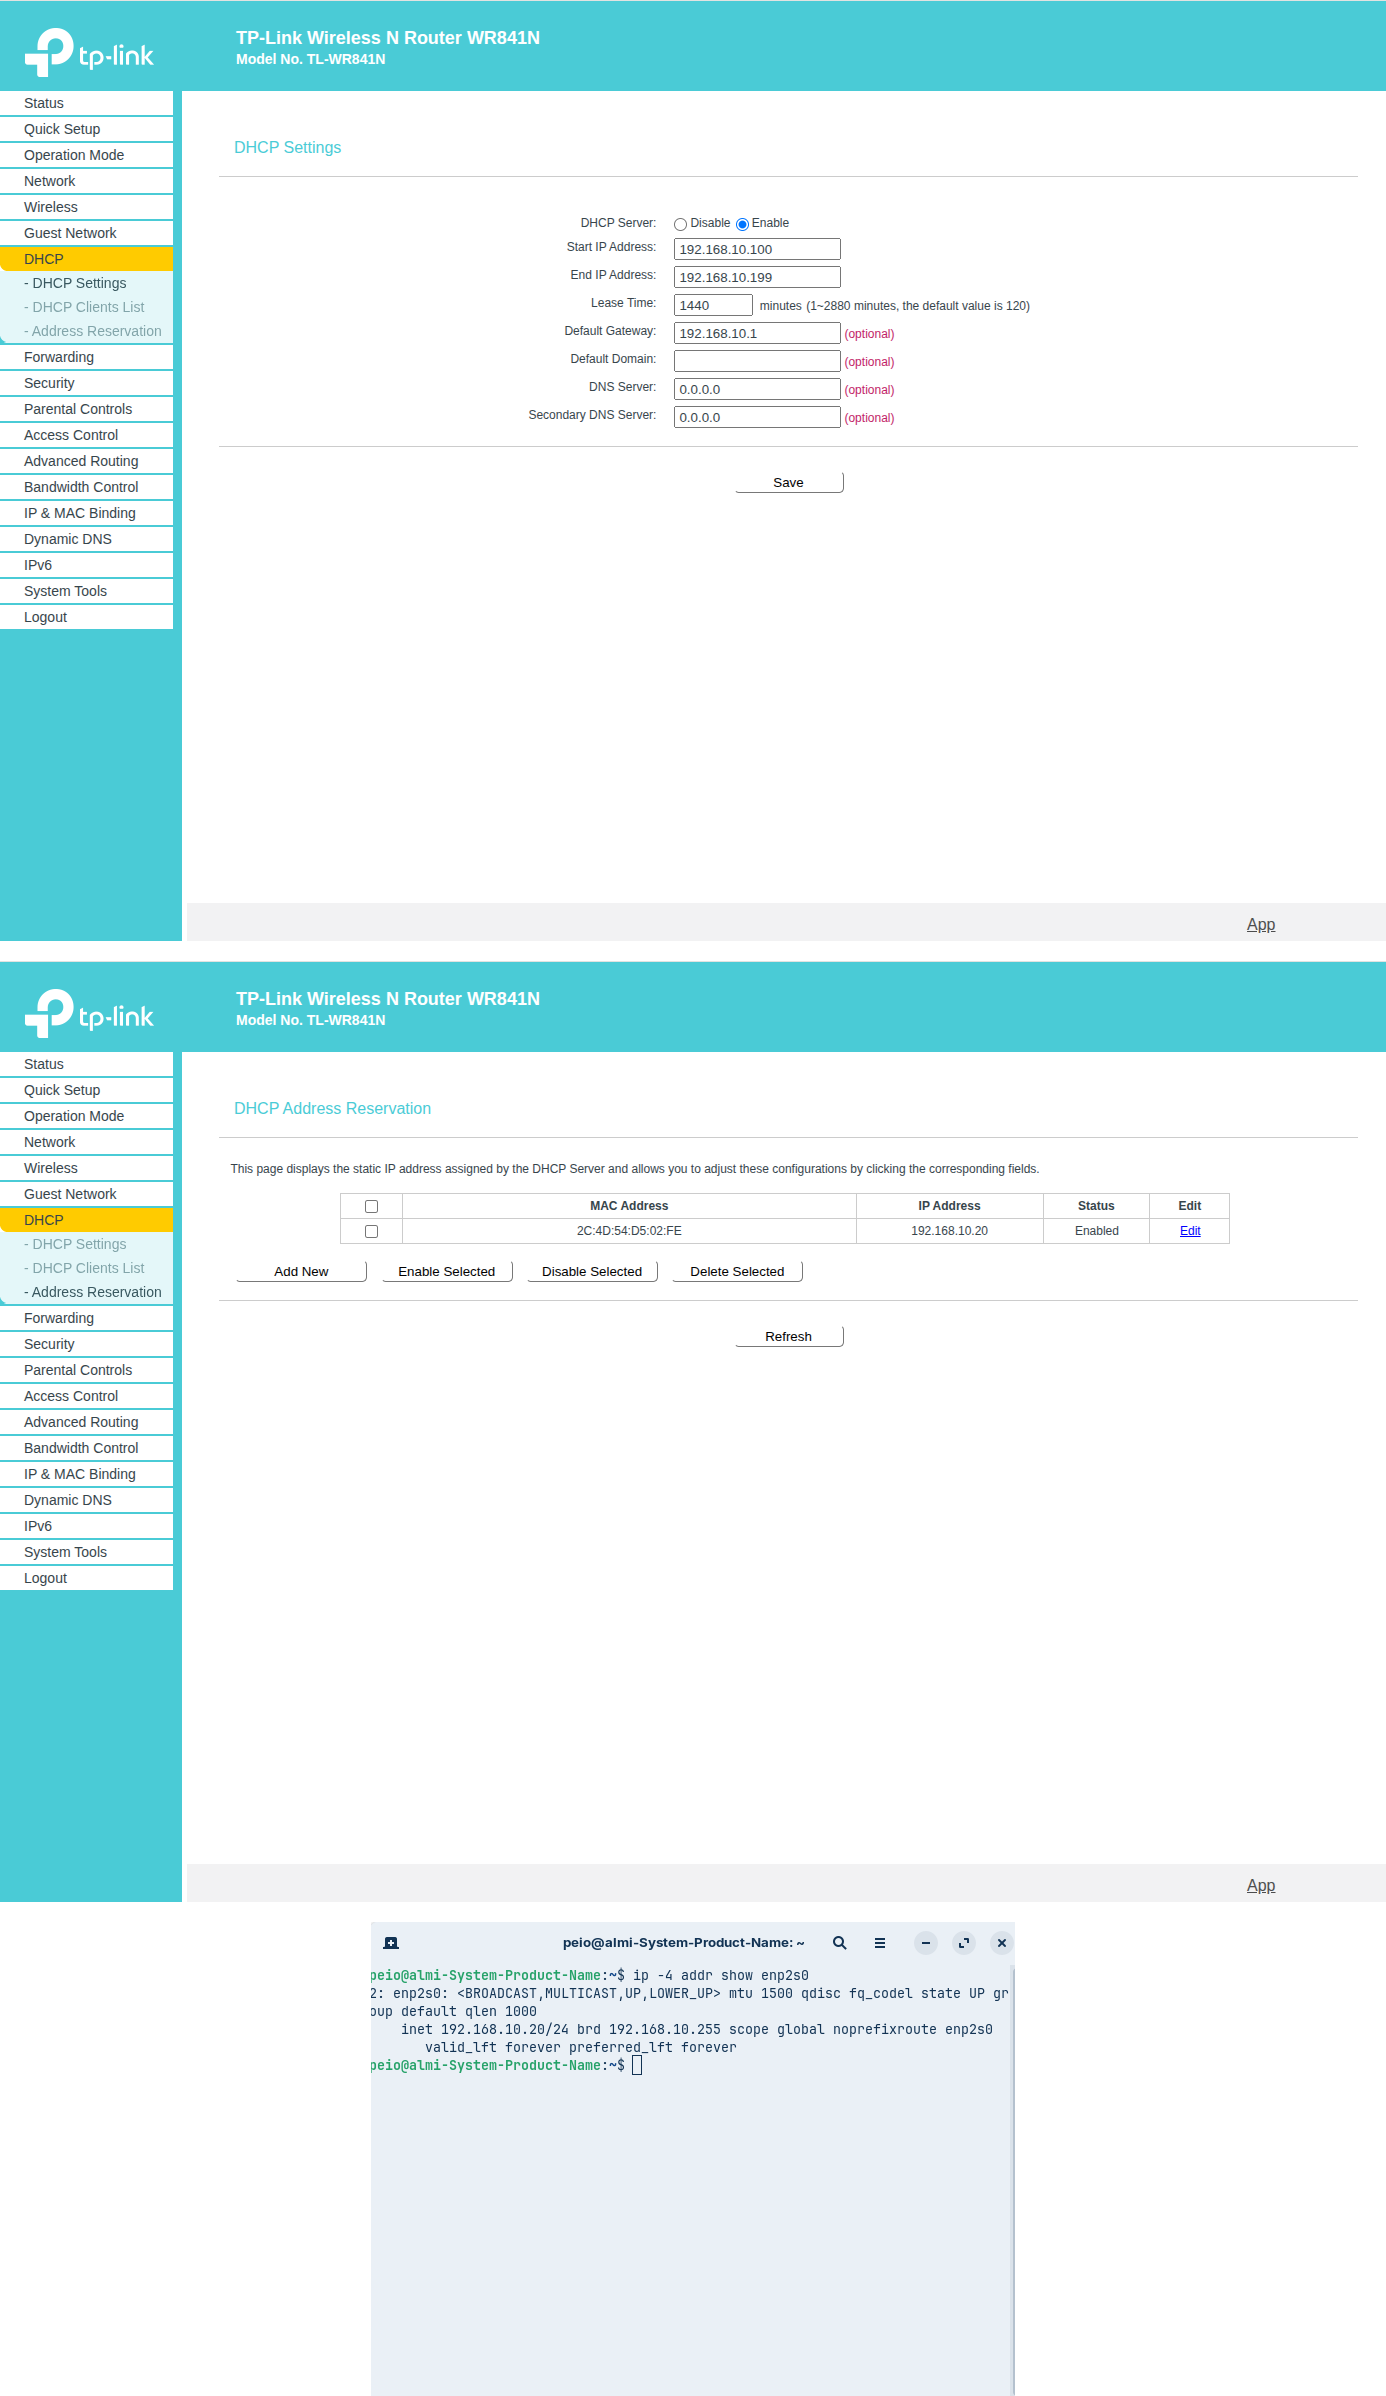 tp-link
TP-Link Wireless N Router WR841N
Model No. TL-WR841N
Status
Quick Setup
Operation Mode
Network
Wireless
Guest Network
DHCP
- DHCP Settings
- DHCP Clients List
- Address Reservation
Forwarding
Security
Parental Controls
Access Control
Advanced Routing
Bandwidth Control
IP & MAC Binding
Dynamic DNS
IPv6
System Tools
Logout
DHCP Settings
DHCP Server: Disable Enable
Start IP Address: 192.168.10.100
End IP Address: 192.168.10.199
Lease Time: 1440 minutes (1~2880 minutes, the default value is 120)
Default Gateway: 192.168.10.1 (optional)
Default Domain: (optional)
DNS Server: 0.0.0.0 (optional)
Secondary DNS Server: 0.0.0.0 (optional)
Save
App
tp-link
TP-Link Wireless N Router WR841N
Model No. TL-WR841N
Status
Quick Setup
Operation Mode
Network
Wireless
Guest Network
DHCP
- DHCP Settings
- DHCP Clients List
- Address Reservation
Forwarding
Security
Parental Controls
Access Control
Advanced Routing
Bandwidth Control
IP & MAC Binding
Dynamic DNS
IPv6
System Tools
Logout
DHCP Address Reservation
This page displays the static IP address assigned by the DHCP Server and allows you to adjust these configurations by clicking the corresponding fields.
MAC Address IP Address Status Edit
2C:4D:54:D5:02:FE 192.168.10.20 Enabled Edit
Add New Enable Selected Disable Selected Delete Selected
Refresh
App
peio@almi-System-Product-Name: ~
peio@almi-System-Product-Name:~$ ip -4 addr show enp2s0
2: enp2s0: <BROADCAST,MULTICAST,UP,LOWER_UP> mtu 1500 qdisc fq_codel state UP gr
oup default qlen 1000
inet 192.168.10.20/24 brd 192.168.10.255 scope global noprefixroute enp2s0
valid_lft forever preferred_lft forever
peio@almi-System-Product-Name:~$